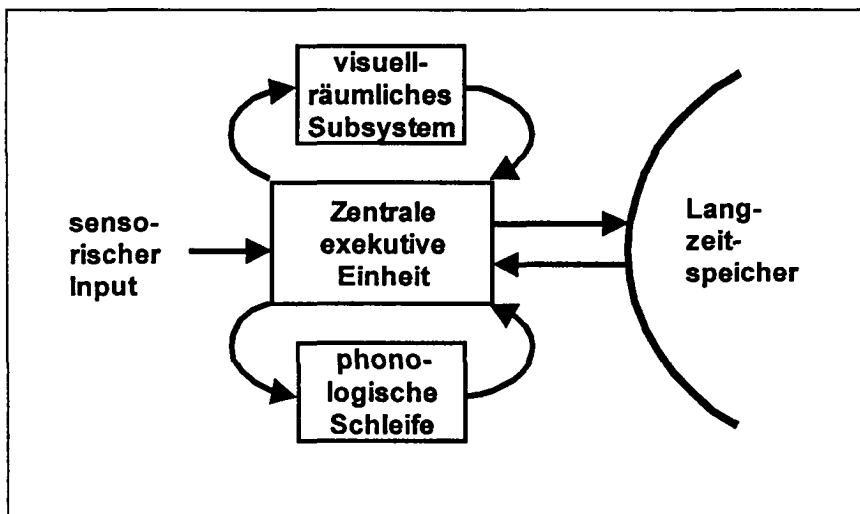 visuell-
räumliches
Subsystem
senso-
rischer
Input
Zentrale
exekutive
Einheit
Lang-
zeit-
speicher
phono-
logische
Schleife